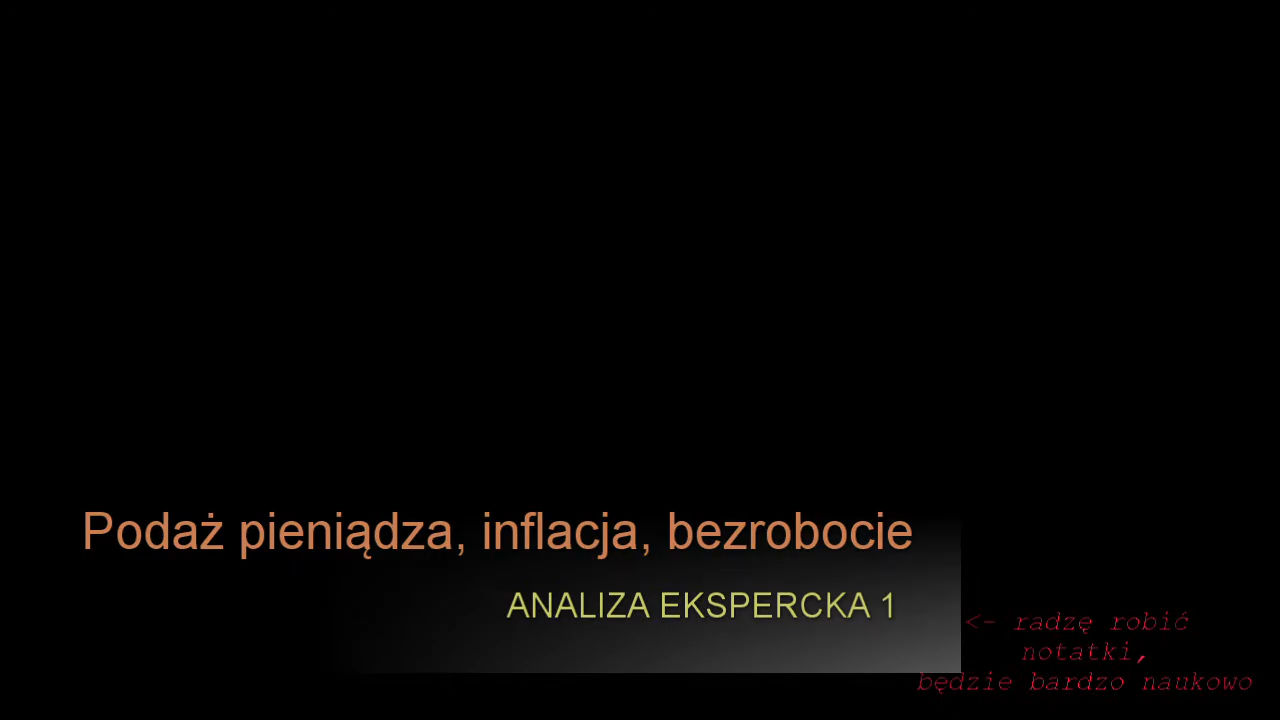 Podaż pieniądza, inflacja, bezrobocie
ANALIZA EKSPERCKA 1
<- radzę robić
notatki,
będzie bardzo naukowo